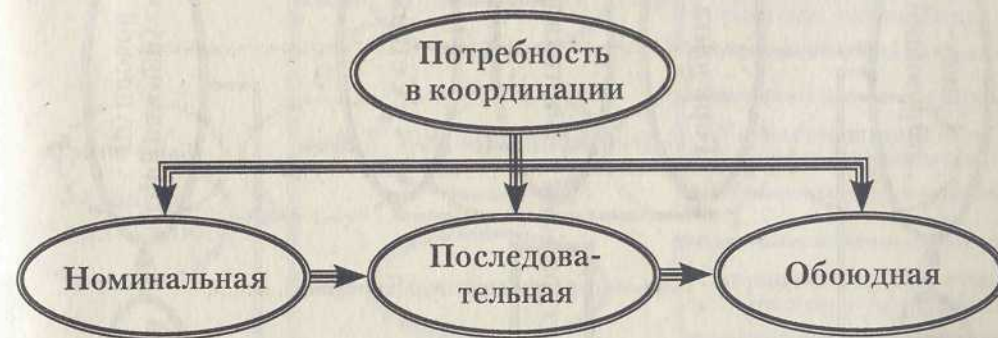 Потребность
в координации
Номинальная
Последова-
тельная
Обоюдная